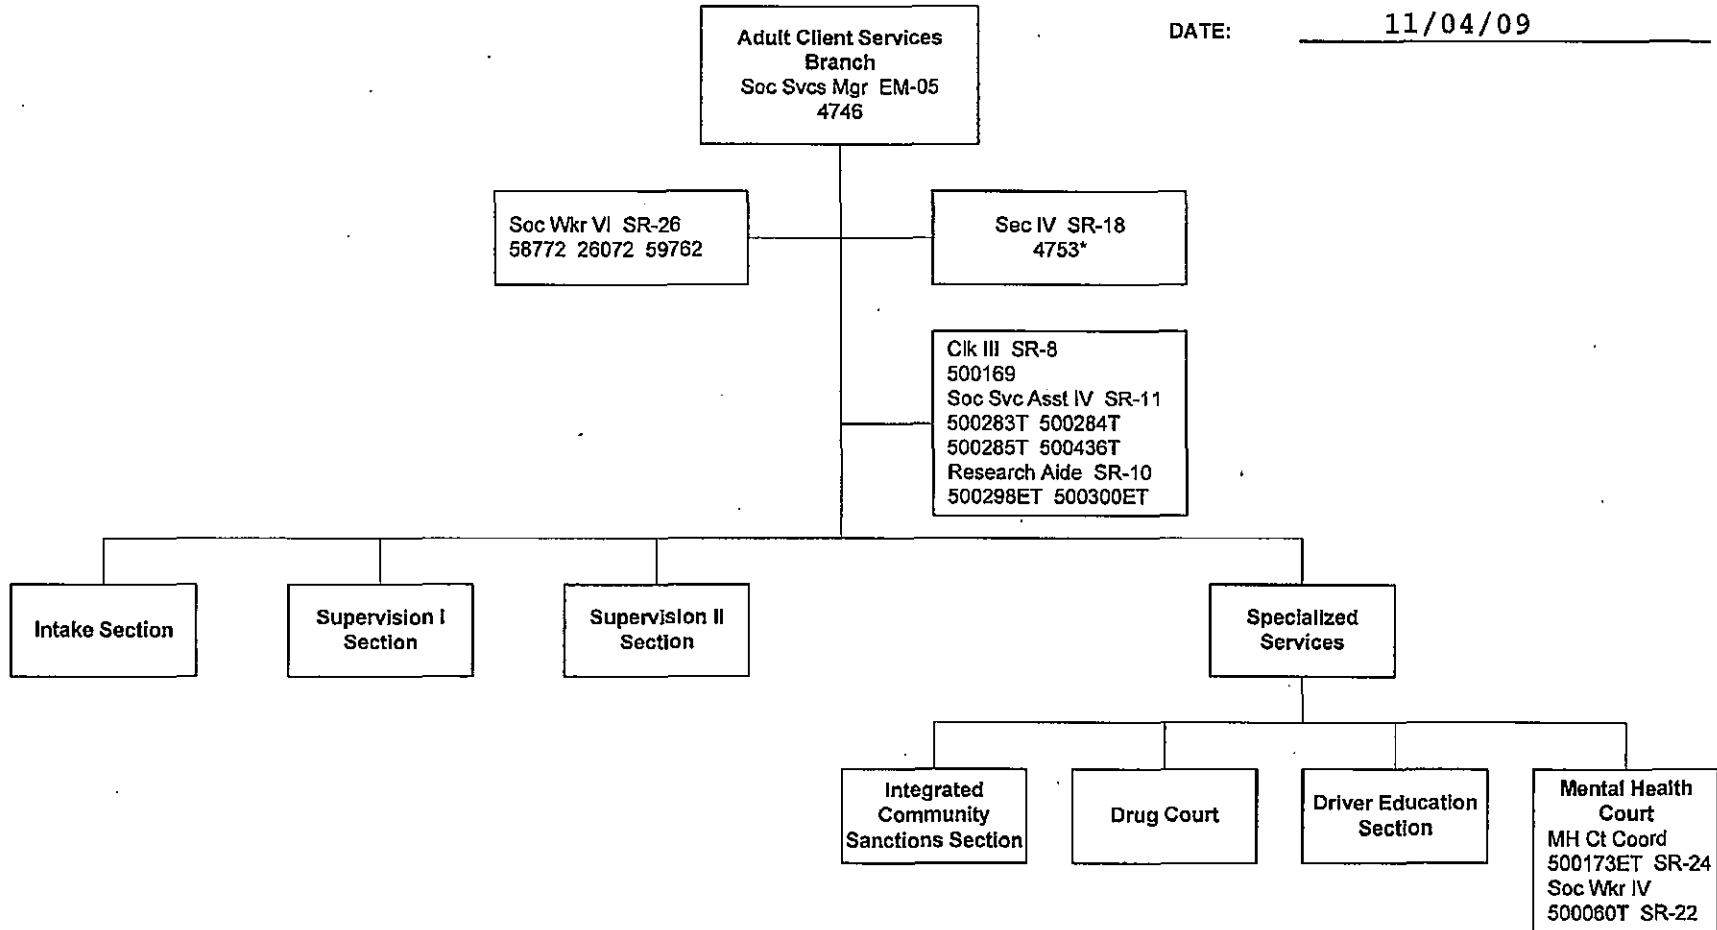 DATE: 11/04/09
Adult Client Services
Branch
Soc Svcs Mgr EM-05
4746
Soc Wkr VI SR-26
58772 26072 59762
Sec IV SR-18
4753*
Clk III SR-8
500169
Soc Svc Asst IV SR-11
500283T 500284T
500285T 500436T
Research Aide SR-10
500298ET 500300ET
Intake Section
Supervision I
Section
Supervision II
Section
Specialized
Services
Integrated
Community
Sanctions Section
Drug Court
Driver Education
Section
Mental Health
Court
MH Ct Coord
500173ET SR-24
Soc Wkr IV
500060T SR-22